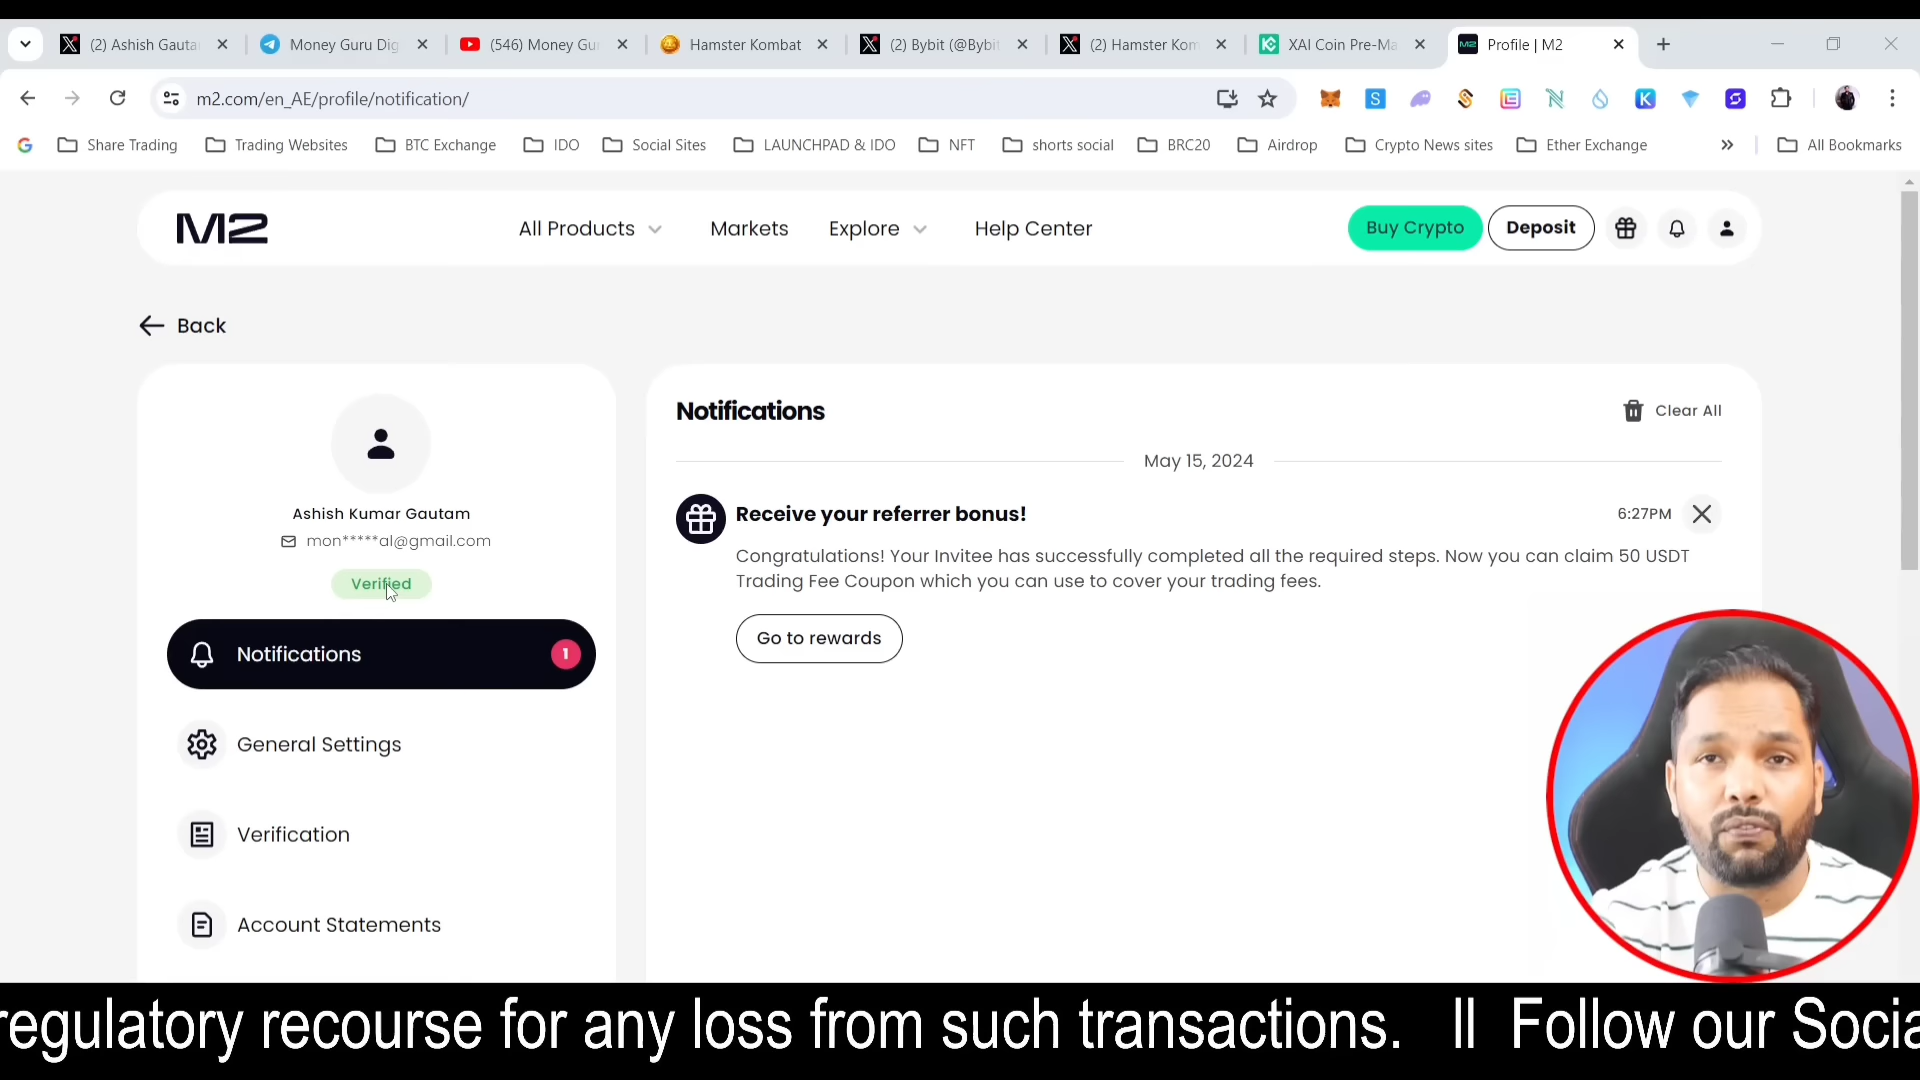 (2) Ashish Gauta
Money Guru Dig
(546) Money Gu
Hamster Kombat
(2) Bybit (@Bybit
(2) Hamster Kom
XAI Coin Pre-Ma
Profile | M2
m2.com/en_AE/profile/notification/
Share Trading
Trading Websites
BTC Exchange
IDO
Social Sites
LAUNCHPAD & IDO
NFT
shorts social
BRC20
Airdrop
Crypto News sites
Ether Exchange
All Bookmarks
M2
All Products
Markets
Explore
Help Center
Buy Crypto
Deposit
Back
Ashish Kumar Gautam
mon*****al@gmail.com
Verified
Notifications
1
General Settings
Verification
Account Statements
Notifications
Clear All
May 15, 2024
Receive your referrer bonus!
6:27PM
Congratulations! Your Invitee has successfully completed all the required steps. Now you can claim 50 USDT
Trading Fee Coupon which you can use to cover your trading fees.
Go to rewards
regulatory recourse for any loss from such transactions. ll Follow our Socia